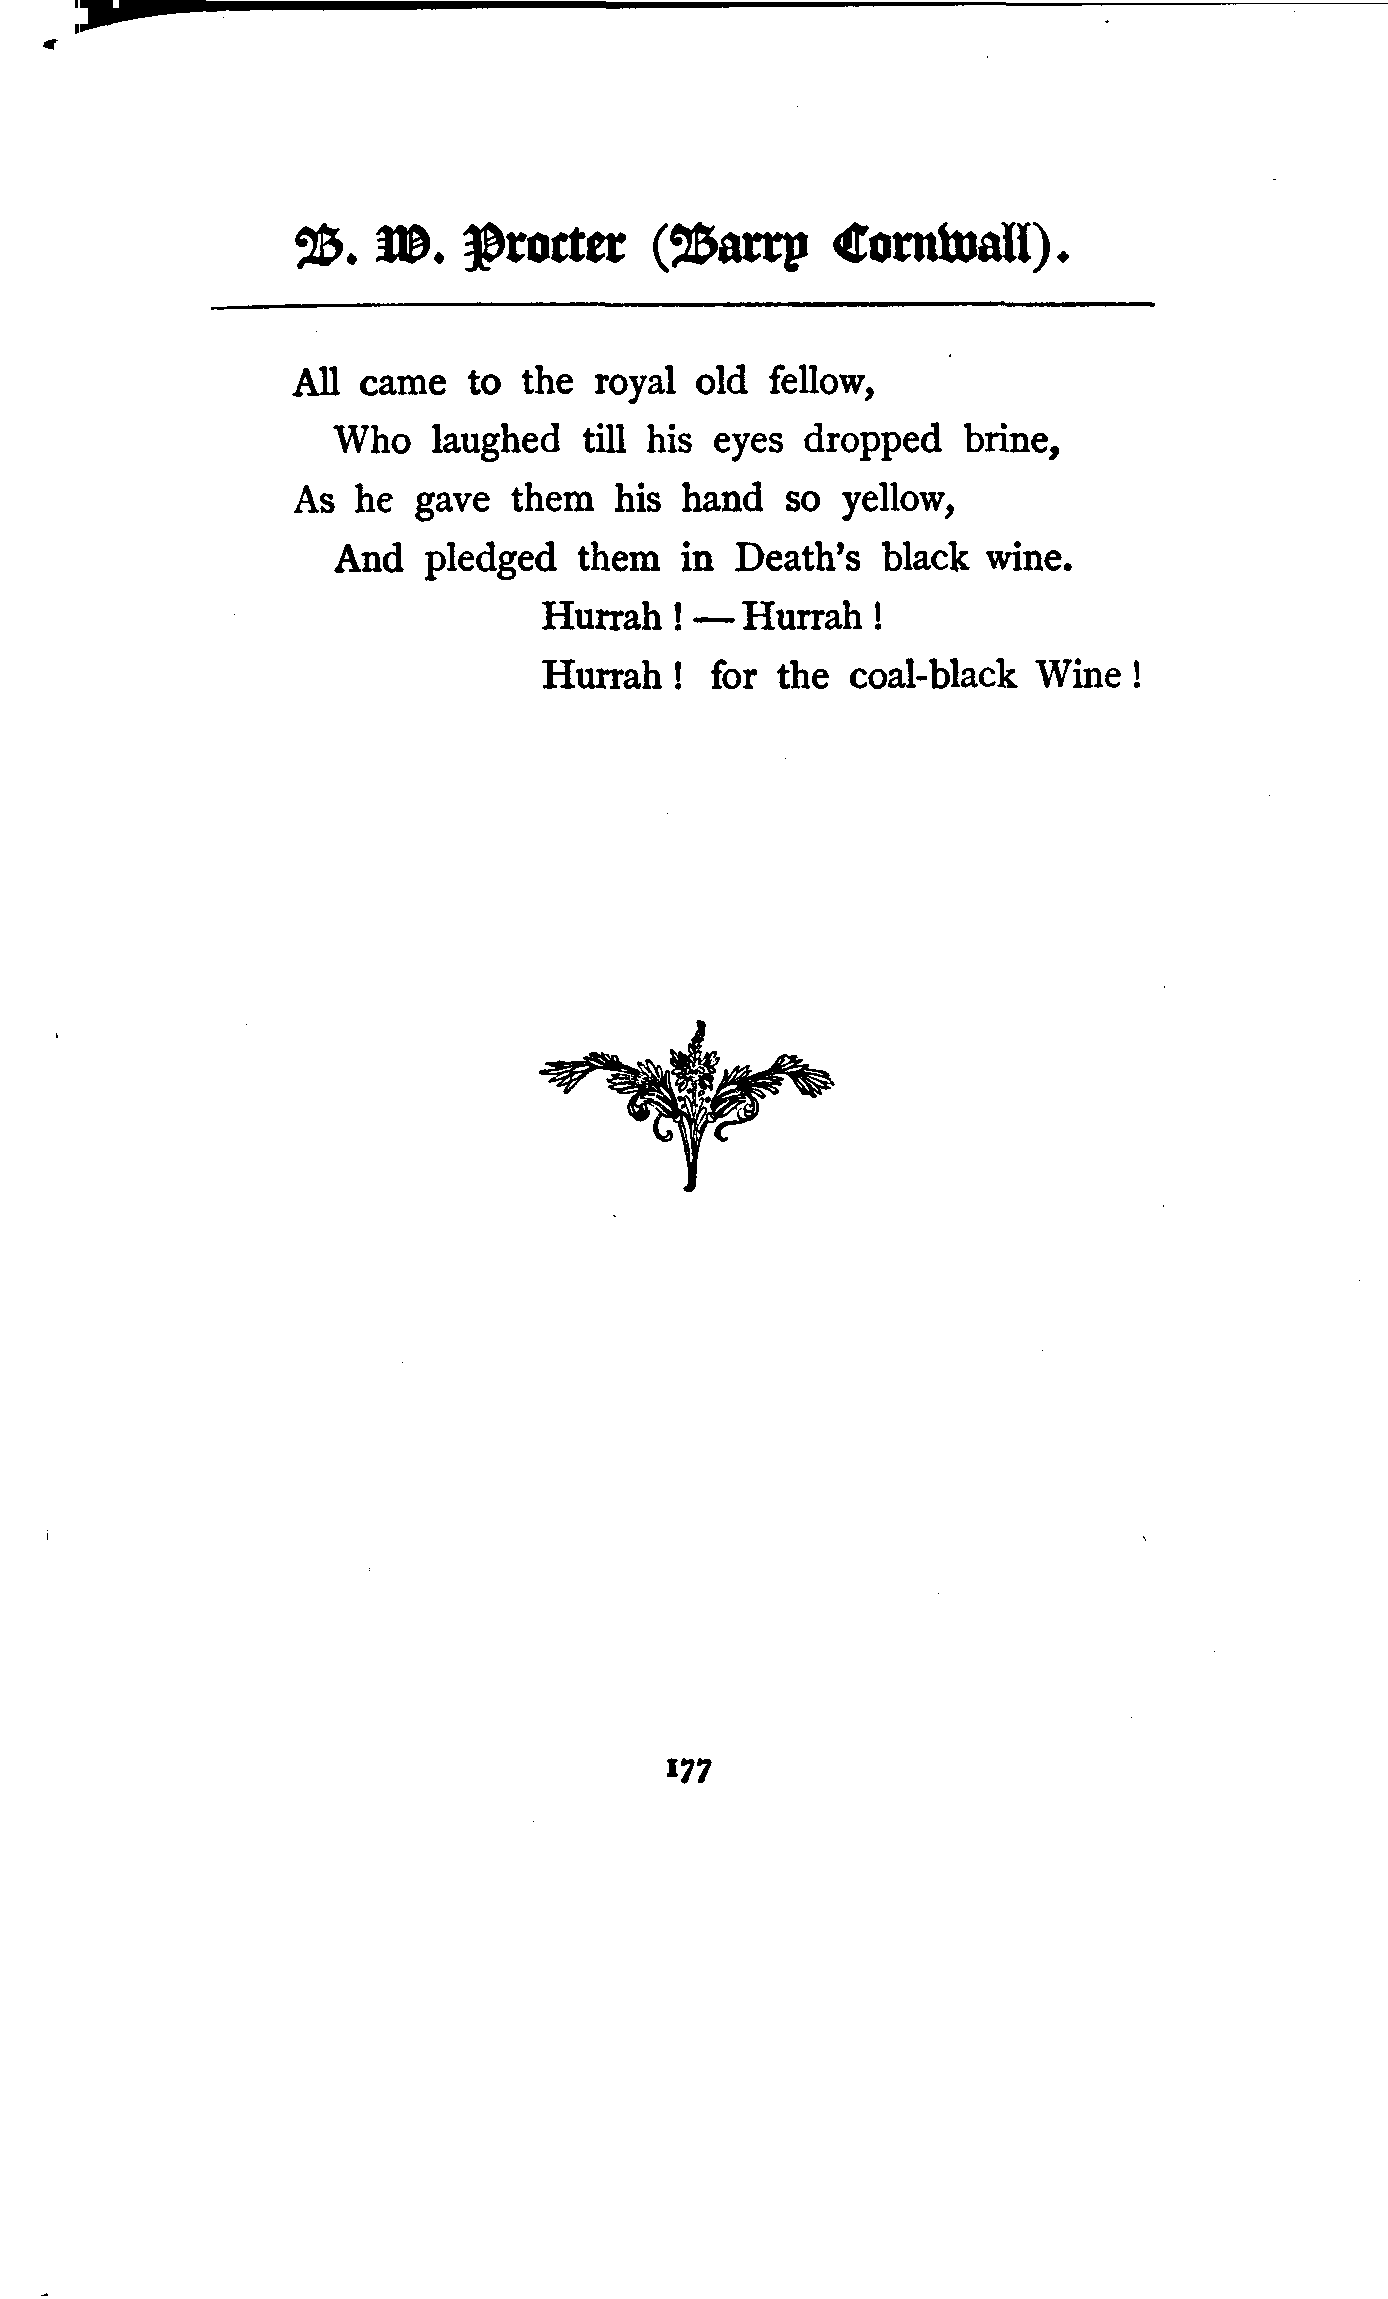 B. W. Procter (Barry Cornwall).
All came to the royal old fellow,
Who laughed till his eyes dropped brine,
As he gave them his hand so yellow,
And pledged them in Death's black wine.
Hurrah! — Hurrah!
Hurrah! for the coal-black Wine!
177